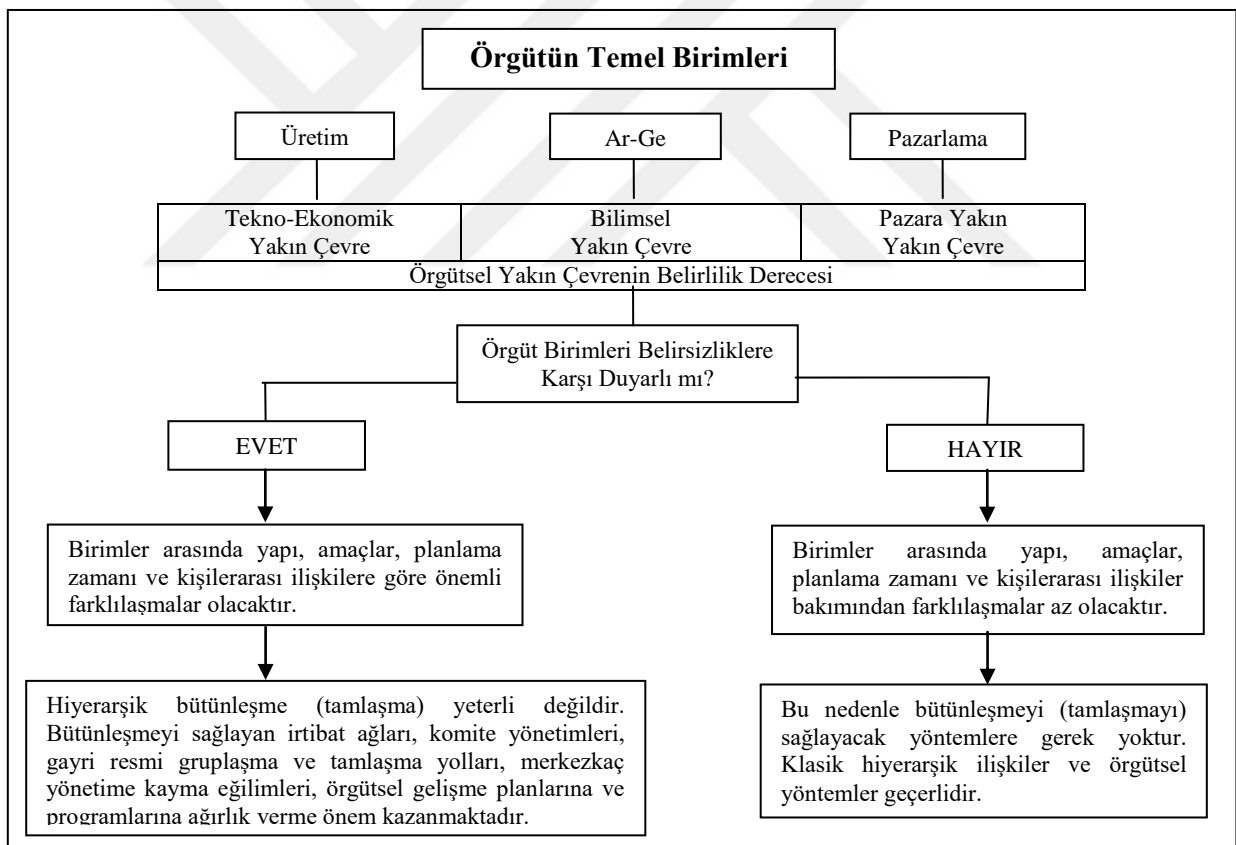 Örgütün Temel Birimleri
Üretim
Ar-Ge
Pazarlama
Tekno-Ekonomik
Yakın Çevre
Bilimsel
Yakın Çevre
Pazara Yakın
Yakın Çevre
Örgütsel Yakın Çevrenin Belirlilik Derecesi
Örgüt Birimleri Belirsizliklere
Karşı Duyarlı mı?
EVET
HAYIR
Birimler arasında yapı, amaçlar, planlama
zamanı ve kişilerarası ilişkilere göre önemli
farklılaşmalar olacaktır.
Birimler arasında yapı, amaçlar,
planlama zamanı ve kişilerarası ilişkiler
bakımından farklılaşmalar az olacaktır.
Hiyerarşik bütünleşme (tamlaşma) yeterli değildir.
Bütünleşmeyi sağlayan irtibat ağları, komite yönetimleri,
gayri resmi gruplaşma ve tamlaşma yolları, merkezkaç
yönetime kayma eğilimleri, örgütsel gelişme planlarına ve
programlarına ağırlık verme önem kazanmaktadır.
Bu nedenle bütünleşmeyi (tamlaşmayı)
sağlayacak yöntemlere gerek yoktur.
Klasik hiyerarşik ilişkiler ve örgütsel
yöntemler geçerlidir.